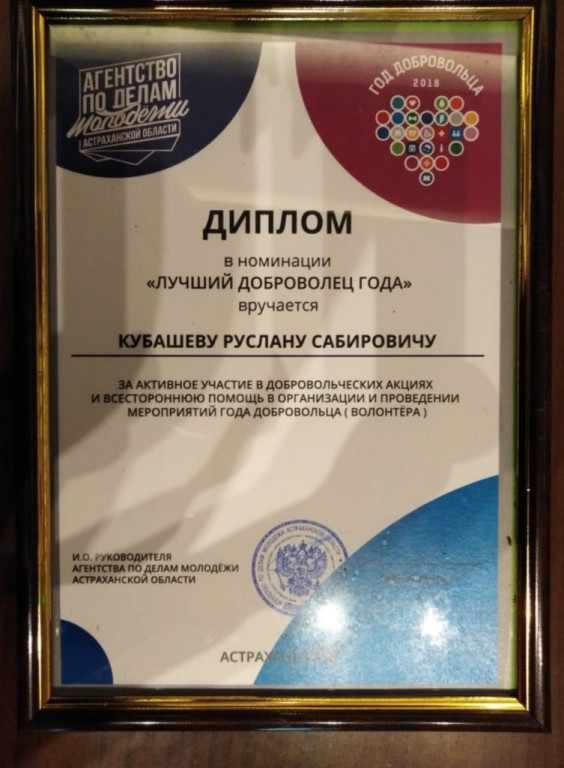 АГЕНТСТВО
ПО ДЕЛАМ
молодёжи
АСТРАХАНСКОЙ ОБЛАСТИ
ГОД ДОБРОВОЛЬЦА
2018
ДИПЛОМ
в номинации
«ЛУЧШИЙ ДОБРОВОЛЕЦ ГОДА»
вручается
КУБАШЕВУ РУСЛАНУ САБИРОВИЧУ
ЗА АКТИВНОЕ УЧАСТИЕ В ДОБРОВОЛЬЧЕСКИХ АКЦИЯХ
И ВСЕСТОРОННЮЮ ПОМОЩЬ В ОРГАНИЗАЦИИ И ПРОВЕДЕНИИ
МЕРОПРИЯТИЙ ГОДА ДОБРОВОЛЬЦА ( ВОЛОНТЁРА )
И.О. РУКОВОДИТЕЛЯ
АГЕНТСТВА ПО ДЕЛАМ МОЛОДЁЖИ
АСТРАХАНСКОЙ ОБЛАСТИ